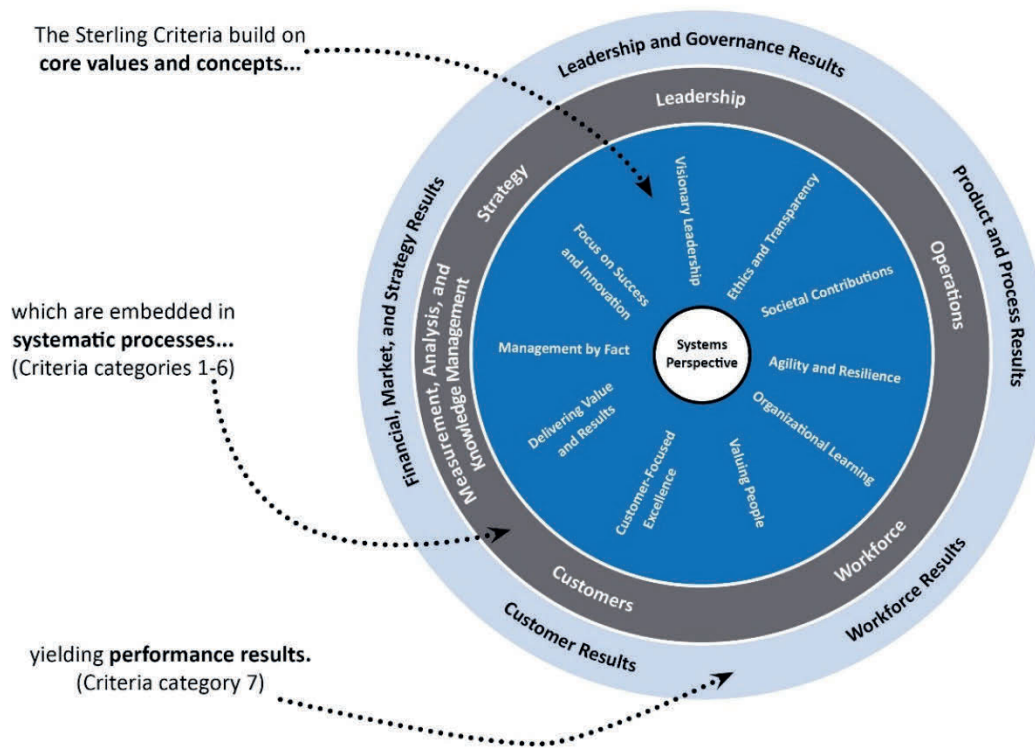 The Sterling Criteria build on
core values and concepts...
which are embedded in
systematic processes...
(Criteria categories 1-6)
yielding performance results.
(Criteria category 7)
Leadership and Governance Results
Product and Process Results
Workforce Results
Customer Results
Financial, Market, and Strategy Results
Leadership
Operations
Workforce
Customers
Measurement, Analysis, and
Knowledge Management
Strategy
Visionary Leadership
Ethics and Transparency
Societal Contributions
Agility and Resilience
Organizational Learning
Valuing People
Customer-Focused
Excellence
Delivering Value
and Results
Management by Fact
Focus on Success
and Innovation
Systems
Perspective